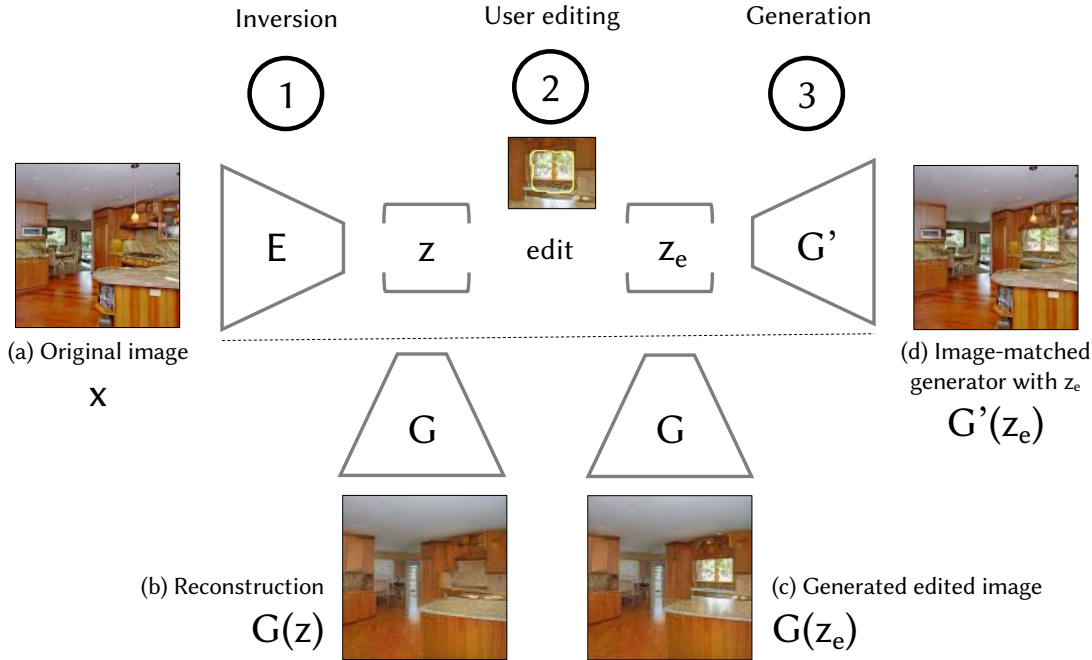 Inversion
User editing
Generation
1
2
3
E
z
edit
zₑ
G’
(a) Original image
x
(d) Image-matched
generator with zₑ
G’(zₑ)
G
G
(b) Reconstruction
G(z)
(c) Generated edited image
G(zₑ)